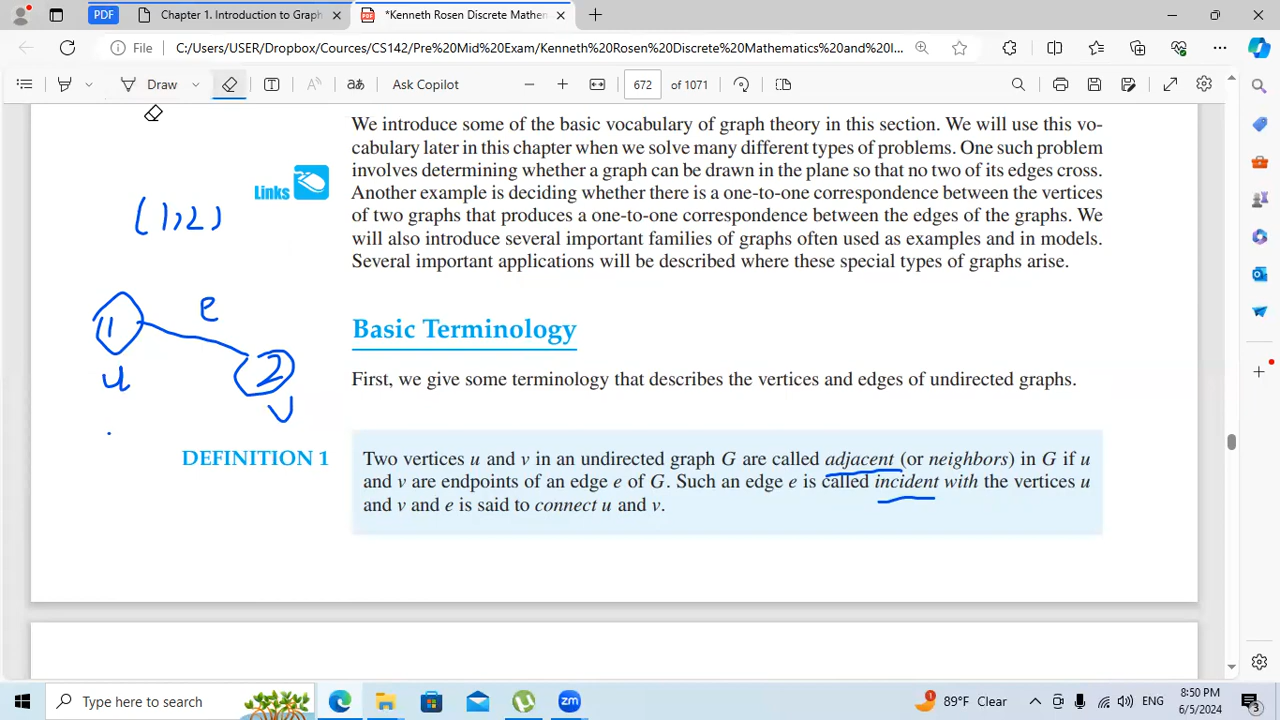 PDF
Chapter 1. Introduction to Graph
PDF
*Kenneth Rosen Discrete Mathem
File
C:/Users/USER/Dropbox/Cources/CS142/Pre%20Mid%20Exam/Kenneth%20Rosen%20Discrete%20Mathematics%20and%20I...
Draw
aあ
Ask Copilot
672
of 1071
We introduce some of the basic vocabulary of graph theory in this section. We will use this vo-
cabulary later in this chapter when we solve many different types of problems. One such problem
involves determining whether a graph can be drawn in the plane so that no two of its edges cross.
Another example is deciding whether there is a one-to-one correspondence between the vertices
of two graphs that produces a one-to-one correspondence between the edges of the graphs. We
will also introduce several important families of graphs often used as examples and in models.
Several important applications will be described where these special types of graphs arise.
Links
(1,2)
e
2
u
v
Basic Terminology
First, we give some terminology that describes the vertices and edges of undirected graphs.
DEFINITION 1
Two vertices u and v in an undirected graph G are called adjacent (or neighbors) in G if u
and v are endpoints of an edge e of G. Such an edge e is called incident with the vertices u
and v and e is said to connect u and v.
Type here to search
zm
1
89°F Clear
ENG
8:50 PM
6/5/2024
3